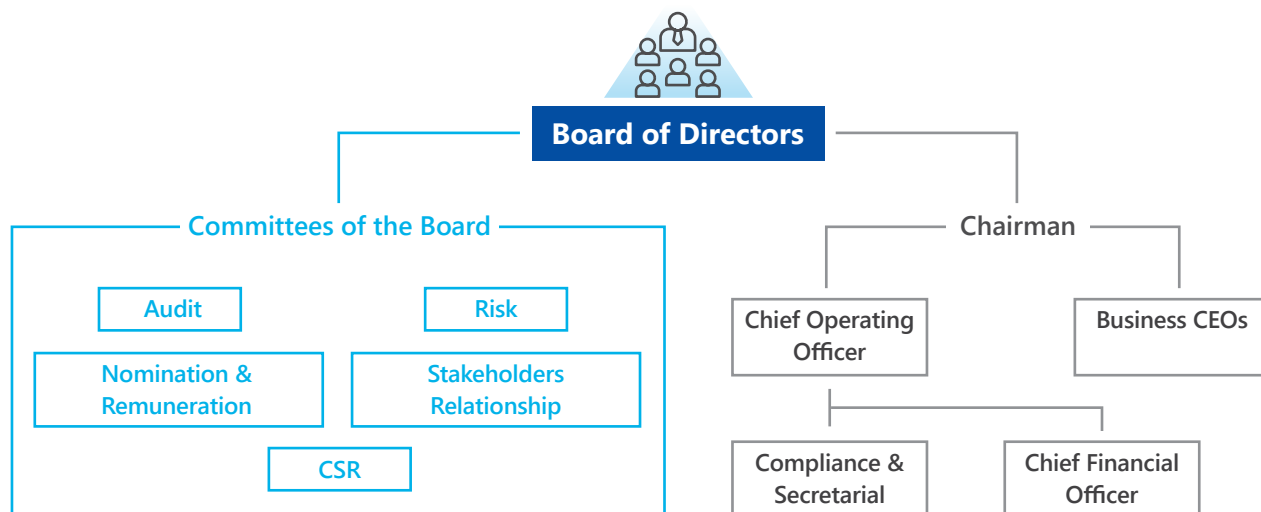 Board of Directors
Committees of the Board
Audit
Risk
Nomination &
Remuneration
Stakeholders
Relationship
CSR
Chairman
Chief Operating
Officer
Business CEOs
Compliance &
Secretarial
Chief Financial
Officer